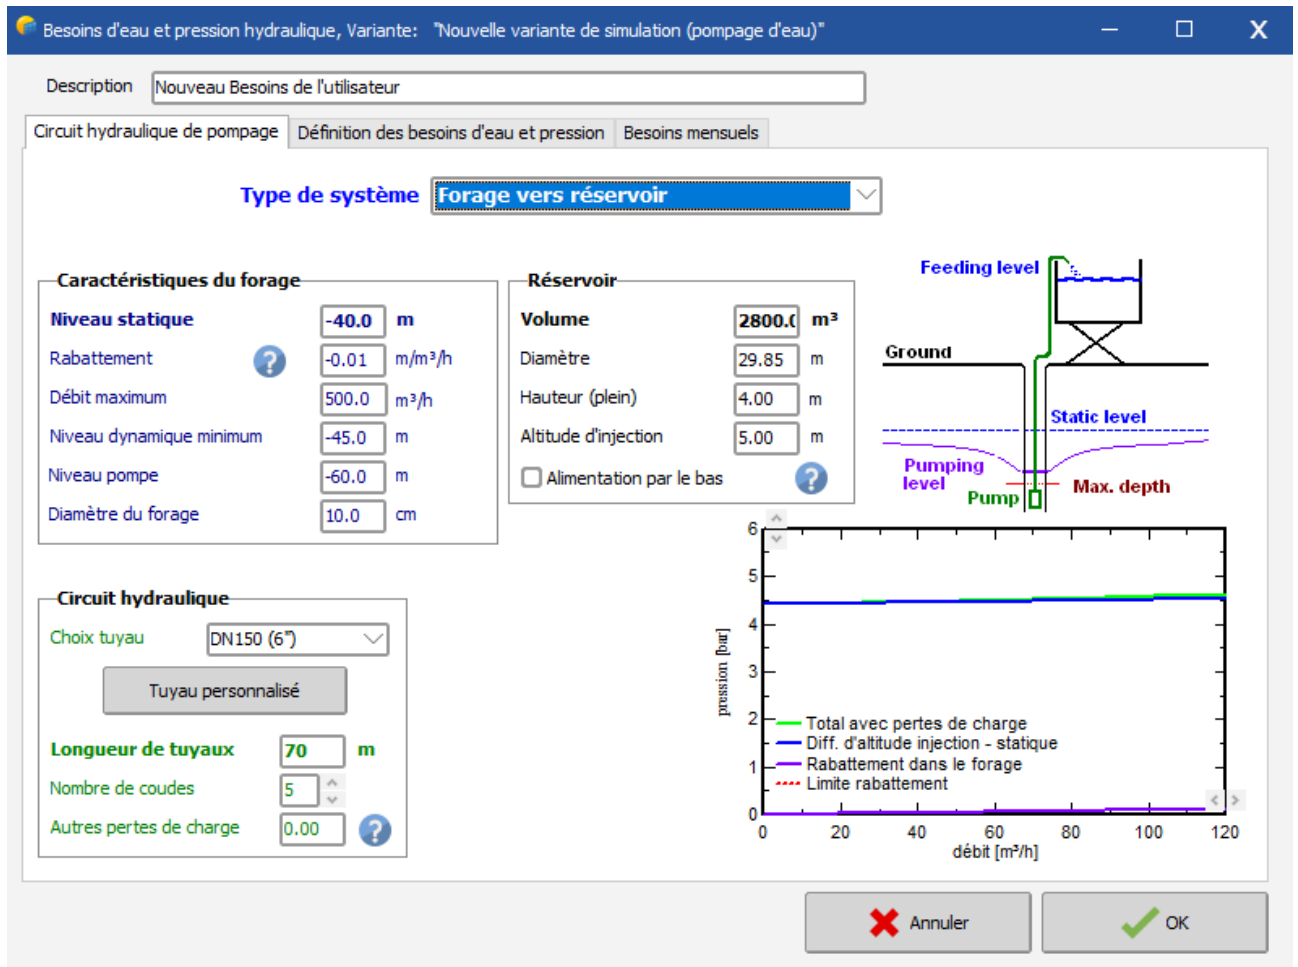 Besoins d'eau et pression hydraulique, Variante: "Nouvelle variante de simulation (pompage d'eau)"
Description Nouveau Besoins de l'utilisateur
Circuit hydraulique de pompage Définition des besoins d'eau et pression Besoins mensuels
Type de système Forage vers réservoir
Caractéristiques du forage
Niveau statique -40.0 m
Rabattement ? -0.01 m/m³/h
Débit maximum 500.0 m³/h
Niveau dynamique minimum -45.0 m
Niveau pompe -60.0 m
Diamètre du forage 10.0 cm
Réservoir
Volume 2800.0 m³
Diamètre 29.85 m
Hauteur (plein) 4.00 m
Altitude d'injection 5.00 m
Alimentation par le bas ?
Feeding level
Ground
Static level
Pumping
level
Max. depth
Pump
Circuit hydraulique
Choix tuyau DN150 (6")
Tuyau personnalisé
Longueur de tuyaux 70 m
Nombre de coudes 5
Autres pertes de charge 0.00 ?
pression [bar]
6
5
4
3
2
1
0
Total avec pertes de charge
Diff. d'altitude injection - statique
Rabattement dans le forage
Limite rabattement
0 20 40 60 80 100 120
débit [m³/h]
Annuler OK